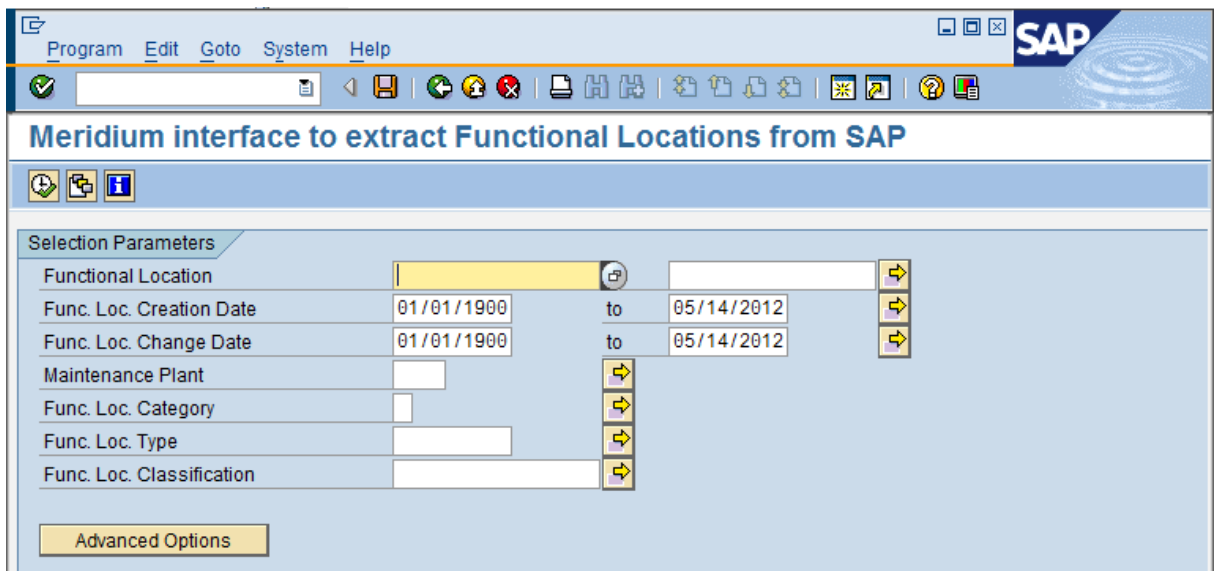 Program Edit Goto System Help
SAP
Meridium interface to extract Functional Locations from SAP
Selection Parameters
Functional Location
Func. Loc. Creation Date 01/01/1900 to 05/14/2012
Func. Loc. Change Date 01/01/1900 to 05/14/2012
Maintenance Plant
Func. Loc. Category
Func. Loc. Type
Func. Loc. Classification
Advanced Options